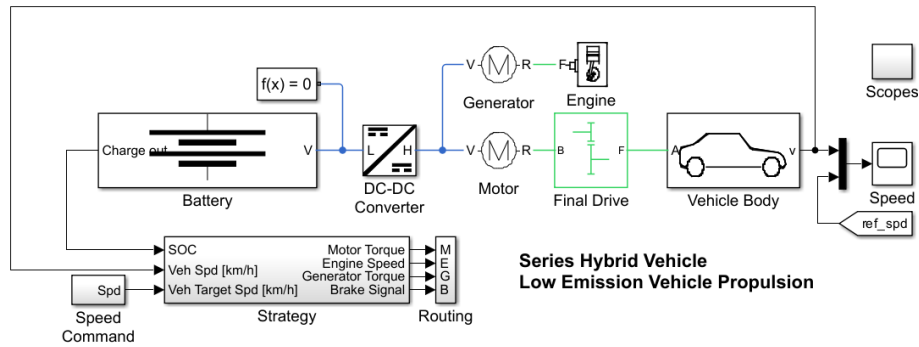 f(x) = 0
V
M
R
F
Generator
Engine
Scopes
Charge out
V
L
H
DC-DC
Converter
V
M
R
Motor
B
F
Final Drive
A
v
Vehicle Body
Battery
Speed
ref_spd
SOC
Veh Spd [km/h]
Veh Target Spd [km/h]
Motor Torque
Engine Speed
Generator Torque
Brake Signal
Strategy
M
E
G
B
Routing
Spd
Speed
Command
Series Hybrid Vehicle
Low Emission Vehicle Propulsion